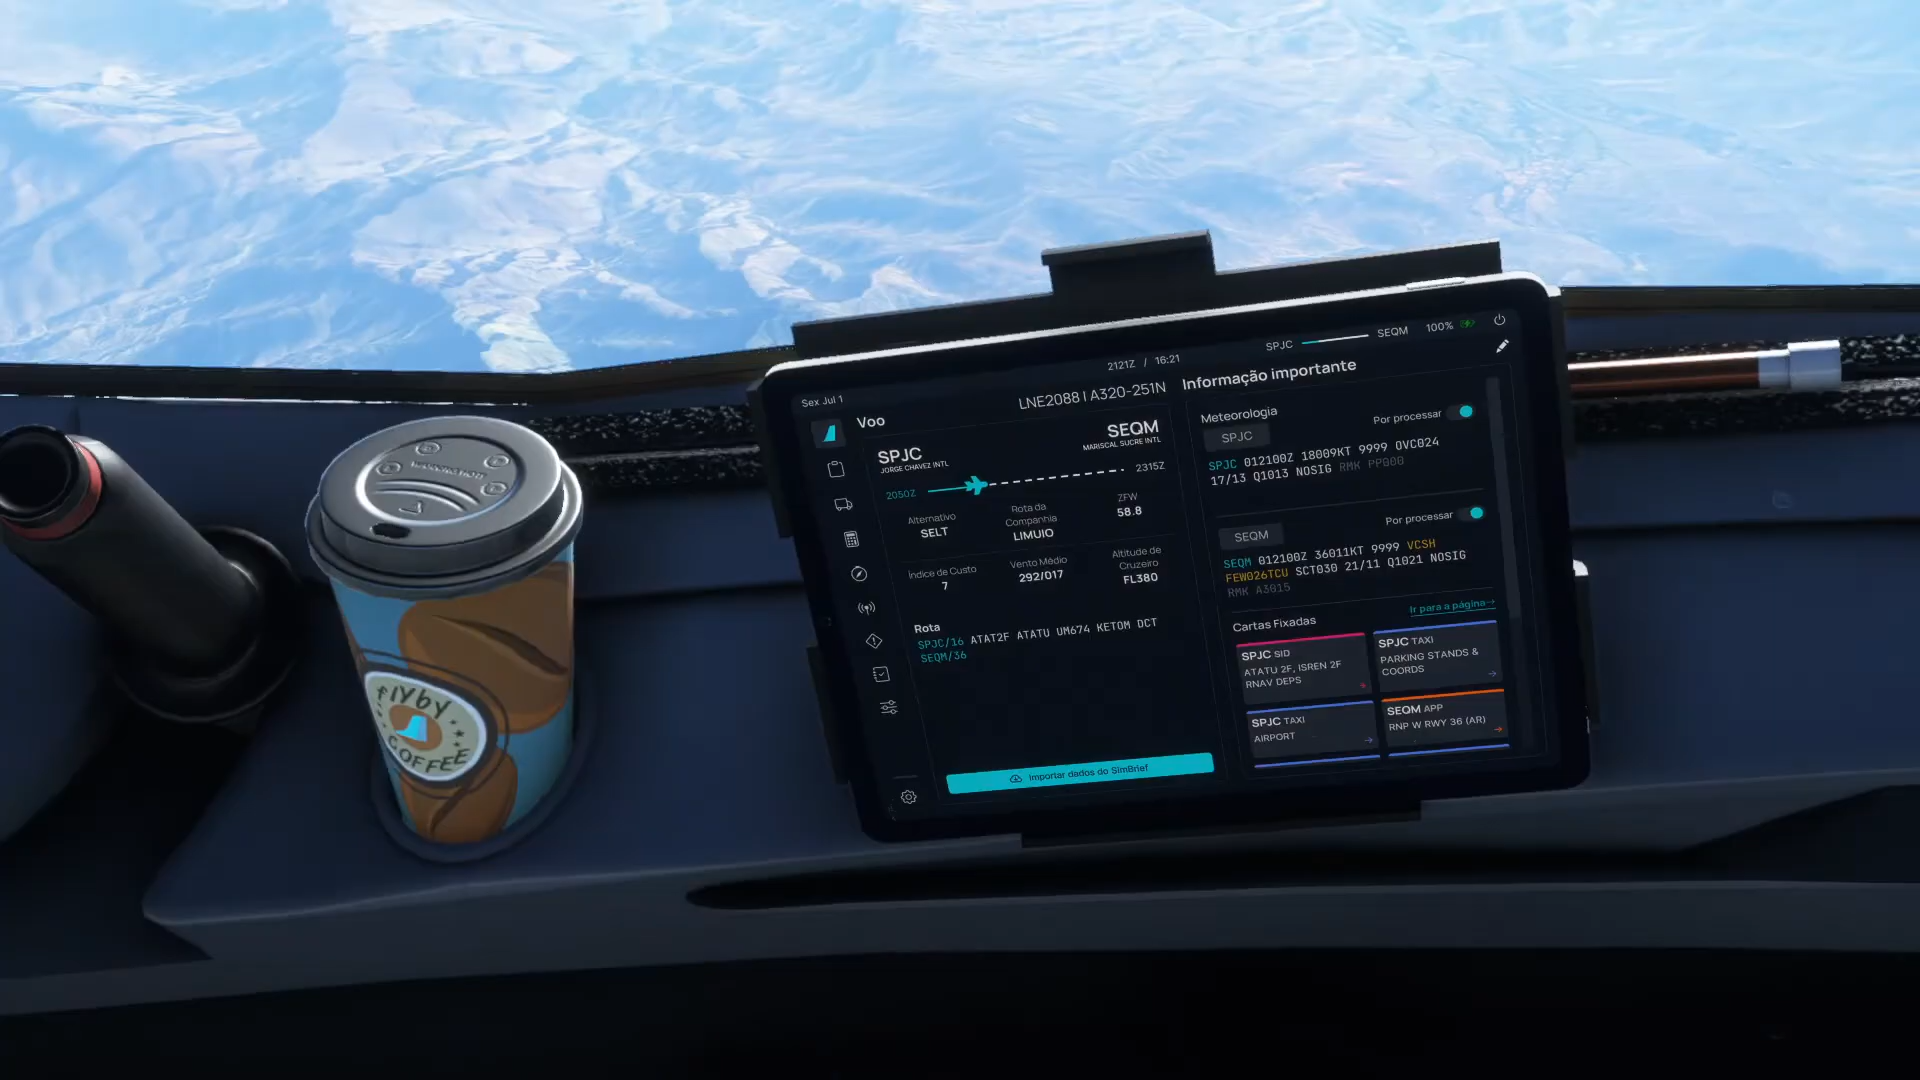 Sex Jul 1
2121Z / 16:21
SPJC
SEQM
100%
Voo
LNE2088 | A320-251N
SPJC
JORGE CHAVEZ INTL
SEQM
MARISCAL SUCRE INTL
2050Z
2315Z
Alternativo
SELT
Rota da
Companhia
LIMUIO
ZFW
58.8
Índice de Custo
7
Vento Médio
292/017
Altitude de
Cruzeiro
FL380
Rota
SPJC/16 ATAT2F ATATU UM674 KETOM DCT
SEQM/36
Importar dados do SimBrief
Informação importante
Meteorologia
SPJC
Por processar
SPJC 012100Z 18009KT 9999 OVC024
17/13 Q1013 NOSIG RMK PP000
SEQM
Por processar
SEQM 012100Z 36011KT 9999 VCSH
FEW026TCU SCT030 21/11 Q1021 NOSIG
RMK A3015
Cartas Fixadas
Ir para a página
SPJC SID
ATATU 2F, ISREN 2F
RNAV DEPS
SPJC TAXI
PARKING STANDS &
COORDS
SPJC TAXI
AIRPORT
SEQM APP
RNP W RWY 36 (AR)
flyby
COFFEE